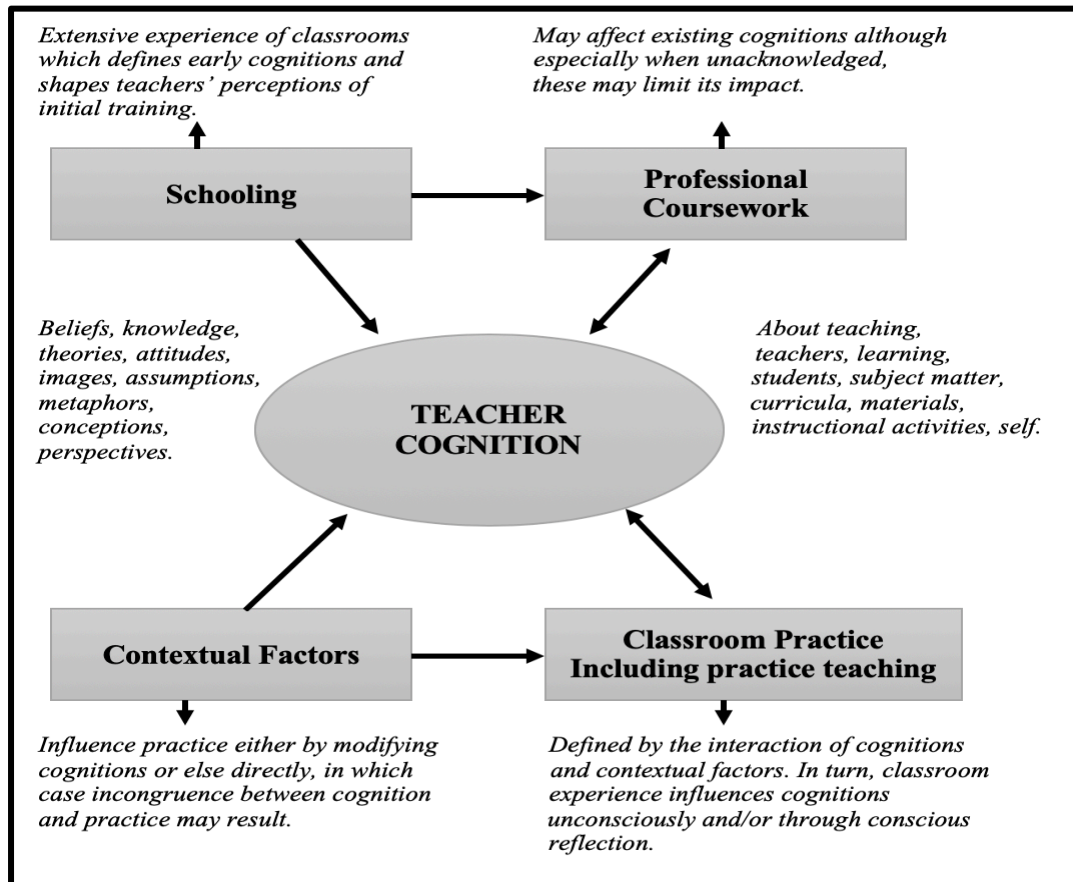 Extensive experience of classrooms
which defines early cognitions and
shapes teachers' perceptions of
initial training.
May affect existing cognitions although
especially when unacknowledged,
these may limit its impact.
Schooling
Professional
Coursework
Beliefs, knowledge,
theories, attitudes,
images, assumptions,
metaphors,
conceptions,
perspectives.
TEACHER
COGNITION
About teaching,
teachers, learning,
students, subject matter,
curricula, materials,
instructional activities, self.
Contextual Factors
Classroom Practice
Including practice teaching
Influence practice either by modifying
cognitions or else directly, in which
case incongruence between cognition
and practice may result.
Defined by the interaction of cognitions
and contextual factors. In turn, classroom
experience influences cognitions
unconsciously and/or through conscious
reflection.